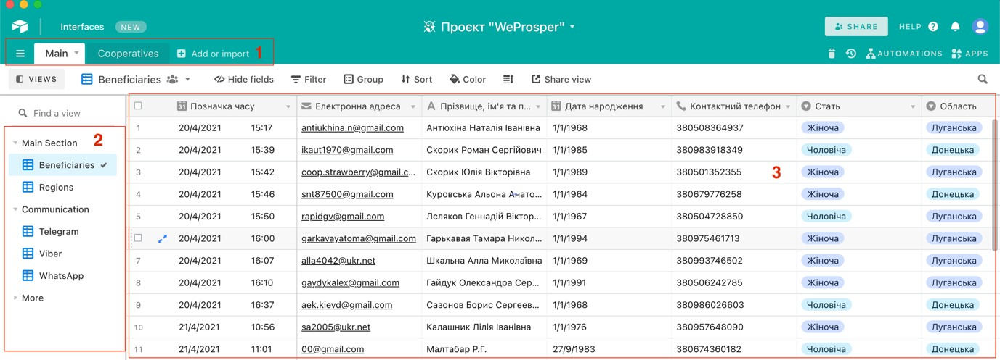 Interfaces NEW Проєкт "WeProsper" SHARE HELP
Main Cooperatives Add or import 1 AUTOMATIONS APPS
VIEWS Beneficiaries Hide fields Filter Group Sort Color Share view
Find a view
Main Section 2
Beneficiaries
Regions
Communication
Telegram
Viber
WhatsApp
More
Позначка часу Електронна адреса Прізвище, ім'я та п... Дата народження Контактний телефон Стать Область
1 20/4/2021 15:17 antiukhina.n@gmail.com Антюхіна Наталія Іванівна 1/1/1968 380508364937 Жіноча Луганська
2 20/4/2021 15:39 ikaut1970@gmail.com Скорик Роман Сергійович 1/1/1985 380983918349 Чоловіча Донецька
3 20/4/2021 15:42 coop.strawberry@gmail.c... Скорик Юлія Вікторівна 1/1/1989 380501352355 3 Жіноча Луганська
4 20/4/2021 15:46 snt87500@gmail.com Куровська Альона Анато... 1/1/1964 380679776258 Жіноча Донецька
5 20/4/2021 15:50 rapidgv@gmail.com Лєляков Геннадій Віктор... 1/1/1967 380504728850 Чоловіча Луганська
20/4/2021 16:00 garkavayatoma@gmail.com Гарькавая Тамара Никол... 1/1/1994 380975461713 Жіноча Луганська
7 20/4/2021 16:07 alla4042@ukr.net Шкальна Алла Миколаївна 1/1/1969 380993746502 Жіноча Луганська
8 20/4/2021 16:10 gaydykalex@gmail.com Гайдук Олександра Сер... 1/1/1991 380506242785 Жіноча Луганська
9 20/4/2021 16:37 aek.kievd@gmail.com Сазонов Борис Сергеев... 1/1/1968 380986026603 Чоловіча Донецька
10 21/4/2021 10:56 sa2005@ukr.net Калашник Лілія Іванівна 1/1/1976 380957648090 Жіноча Луганська
11 21/4/2021 11:01 00@gmail.com Малтабар Р.Г. 27/9/1983 380674360182 Чоловіча Донецька